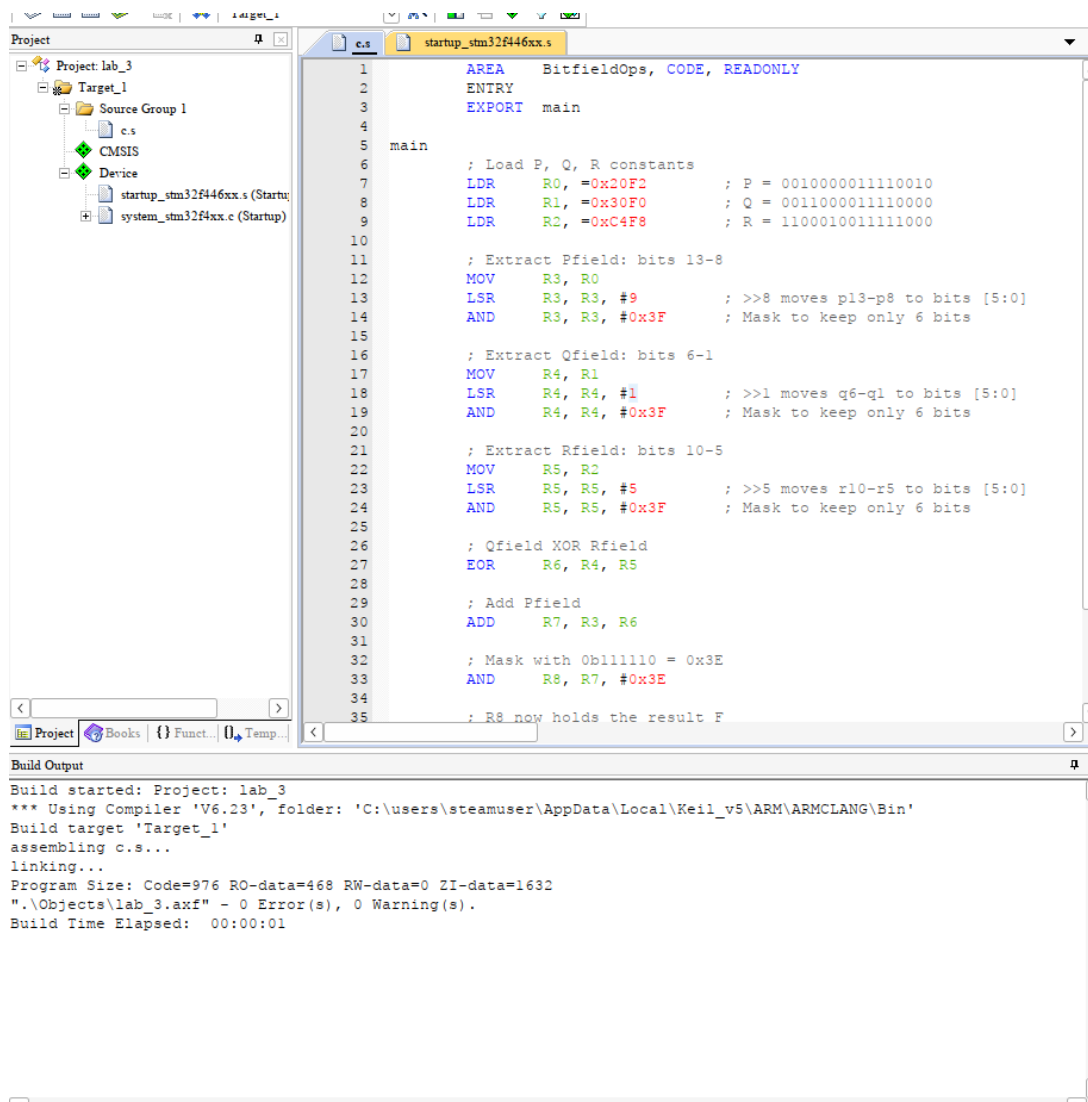 Target_1
Project
Project: lab_3
Target_1
Source Group 1
c.s
CMSIS
Device
startup_stm32f446xx.s (Startu
system_stm32f4xx.c (Startup)
Project Books {} Funct... Temp...
c.s startup_stm32f446xx.s
1 AREA BitfieldOps, CODE, READONLY
2 ENTRY
3 EXPORT main
4
5 main
6 ; Load P, Q, R constants
7 LDR R0, =0x20F2 ; P = 0010000011110010
8 LDR R1, =0x30F0 ; Q = 0011000011110000
9 LDR R2, =0xC4F8 ; R = 1100010011111000
10
11 ; Extract Pfield: bits 13-8
12 MOV R3, R0
13 LSR R3, R3, #9 ; >>8 moves p13-p8 to bits [5:0]
14 AND R3, R3, #0x3F ; Mask to keep only 6 bits
15
16 ; Extract Qfield: bits 6-1
17 MOV R4, R1
18 LSR R4, R4, #1 ; >>1 moves q6-q1 to bits [5:0]
19 AND R4, R4, #0x3F ; Mask to keep only 6 bits
20
21 ; Extract Rfield: bits 10-5
22 MOV R5, R2
23 LSR R5, R5, #5 ; >>5 moves r10-r5 to bits [5:0]
24 AND R5, R5, #0x3F ; Mask to keep only 6 bits
25
26 ; Qfield XOR Rfield
27 EOR R6, R4, R5
28
29 ; Add Pfield
30 ADD R7, R3, R6
31
32 ; Mask with 0b111110 = 0x3E
33 AND R8, R7, #0x3E
34
35 ; R8 now holds the result F
Build Output
Build started: Project: lab_3
*** Using Compiler 'V6.23', folder: 'C:\users\steamuser\AppData\Local\Keil_v5\ARM\ARMCLANG\Bin'
Build target 'Target_1'
assembling c.s...
linking...
Program Size: Code=976 RO-data=468 RW-data=0 ZI-data=1632
".\Objects\lab_3.axf" - 0 Error(s), 0 Warning(s).
Build Time Elapsed:  00:00:01